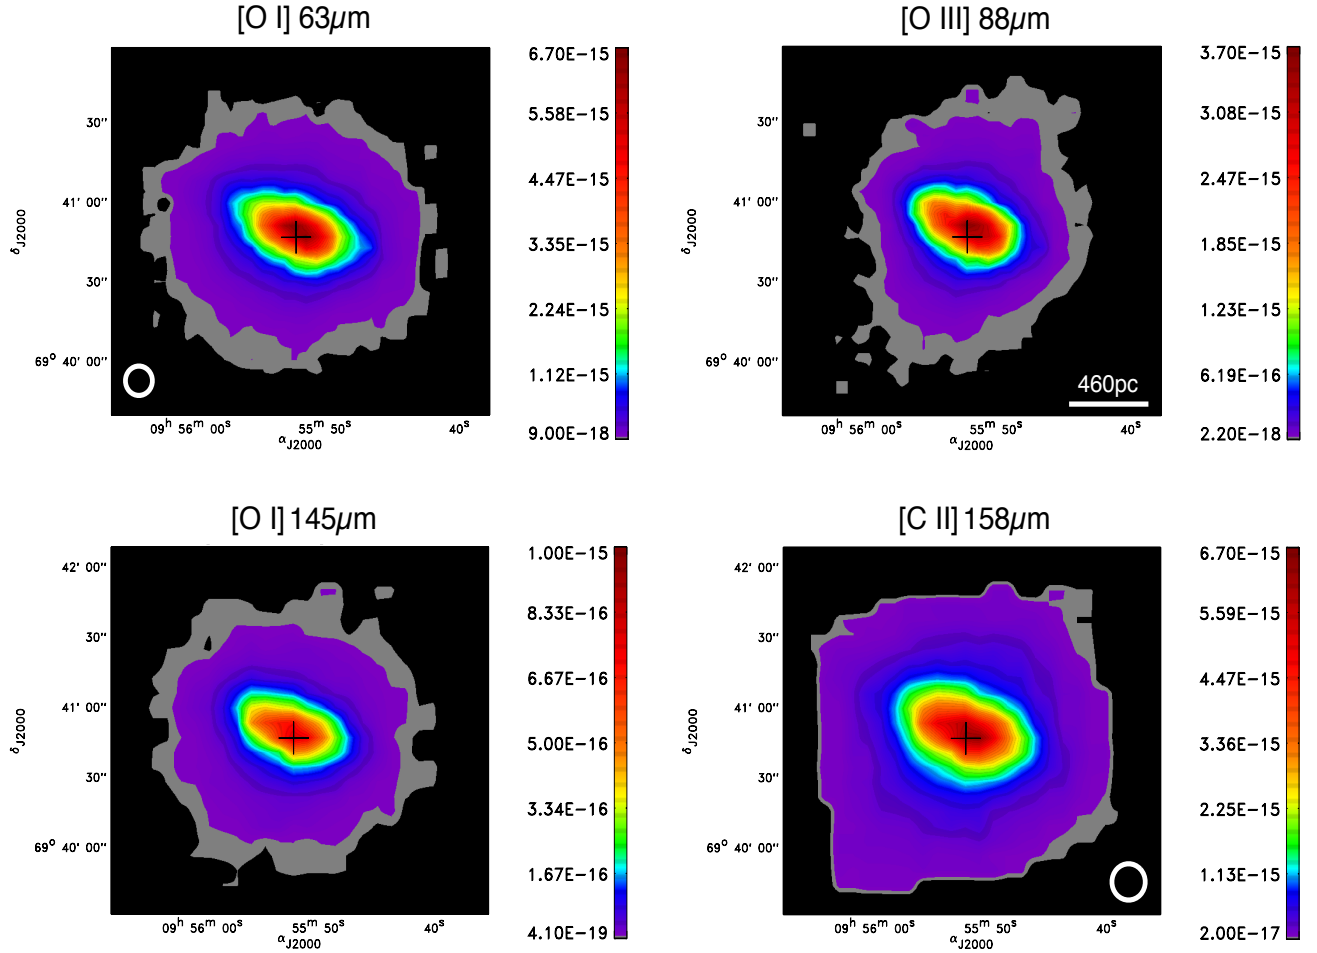 [O I] 63μm
30''
41' 00''
30''
69° 40' 00''
δJ2000
09h 56m 00s
55m 50s
40s
αJ2000
6.70E-15
5.58E-15
4.47E-15
3.35E-15
2.24E-15
1.12E-15
9.00E-18
[O III] 88μm
30''
41' 00''
30''
69° 40' 00''
δJ2000
460pc
09h 56m 00s
55m 50s
40s
αJ2000
3.70E-15
3.08E-15
2.47E-15
1.85E-15
1.23E-15
6.19E-16
2.20E-18
[O I] 145μm
42' 00''
30''
41' 00''
30''
69° 40' 00''
δJ2000
09h 56m 00s
55m 50s
40s
αJ2000
1.00E-15
8.33E-16
6.67E-16
5.00E-16
3.34E-16
1.67E-16
4.10E-19
[C II] 158μm
42' 00''
30''
41' 00''
30''
69° 40' 00''
δJ2000
09h 56m 00s
55m 50s
40s
αJ2000
6.70E-15
5.59E-15
4.47E-15
3.36E-15
2.25E-15
1.13E-15
2.00E-17